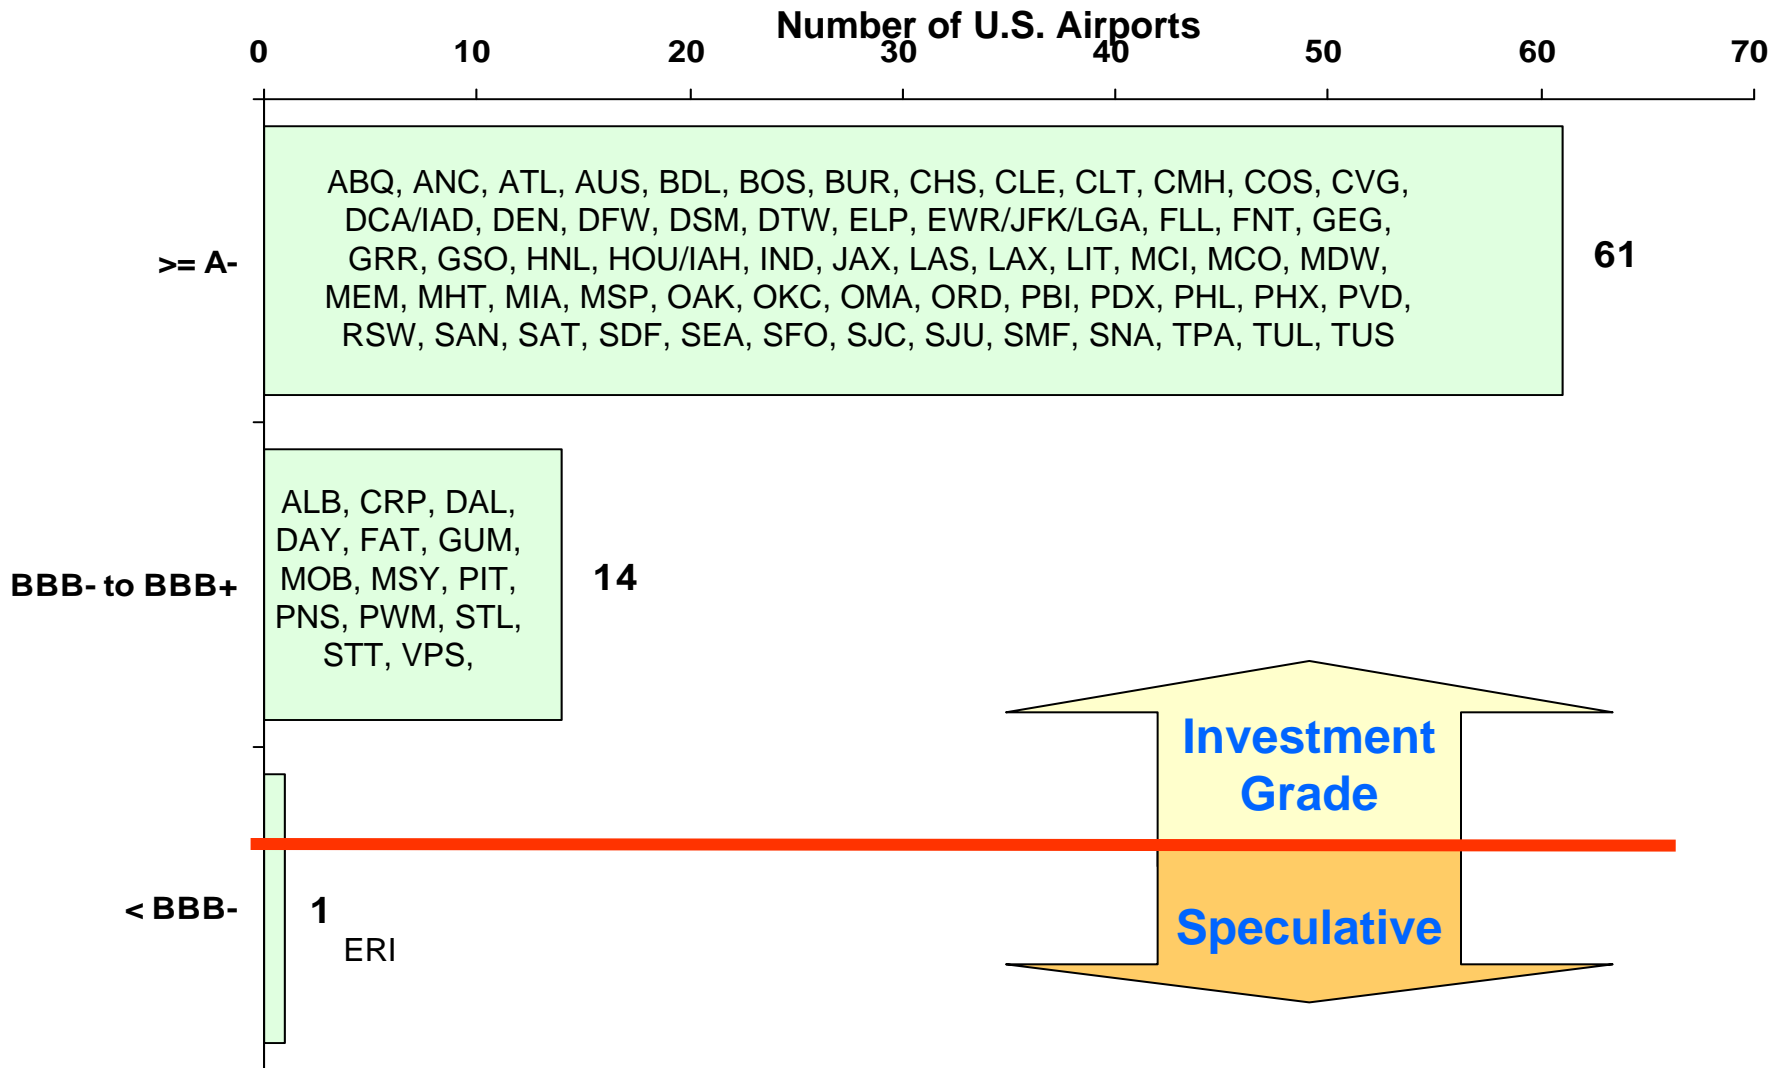 Number of U.S. Airports
0 10 20 30 40 50 60 70
>= A-
ABQ, ANC, ATL, AUS, BDL, BOS, BUR, CHS, CLE, CLT, CMH, COS, CVG,
DCA/IAD, DEN, DFW, DSM, DTW, ELP, EWR/JFK/LGA, FLL, FNT, GEG,
GRR, GSO, HNL, HOU/IAH, IND, JAX, LAS, LAX, LIT, MCI, MCO, MDW,
MEM, MHT, MIA, MSP, OAK, OKC, OMA, ORD, PBI, PDX, PHL, PHX, PVD,
RSW, SAN, SAT, SDF, SEA, SFO, SJC, SJU, SMF, SNA, TPA, TUL, TUS
61
BBB- to BBB+
ALB, CRP, DAL,
DAY, FAT, GUM,
MOB, MSY, PIT,
PNS, PWM, STL,
STT, VPS,
14
Investment
Grade
< BBB-
1
ERI
Speculative